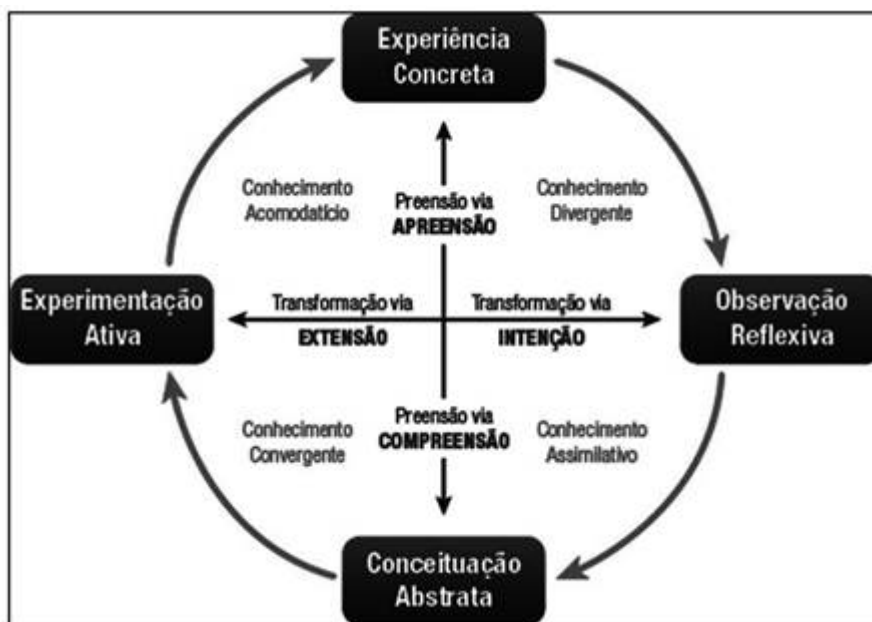 Experiência
Concreta
Conhecimento
Acomodatício
Preensão via
APREENSÃO
Conhecimento
Divergente
Experimentação
Ativa
Transformação via
EXTENSÃO
Transformação via
INTENÇÃO
Observação
Reflexiva
Conhecimento
Convergente
Preensão via
COMPREENSÃO
Conhecimento
Assimilativo
Conceituação
Abstrata